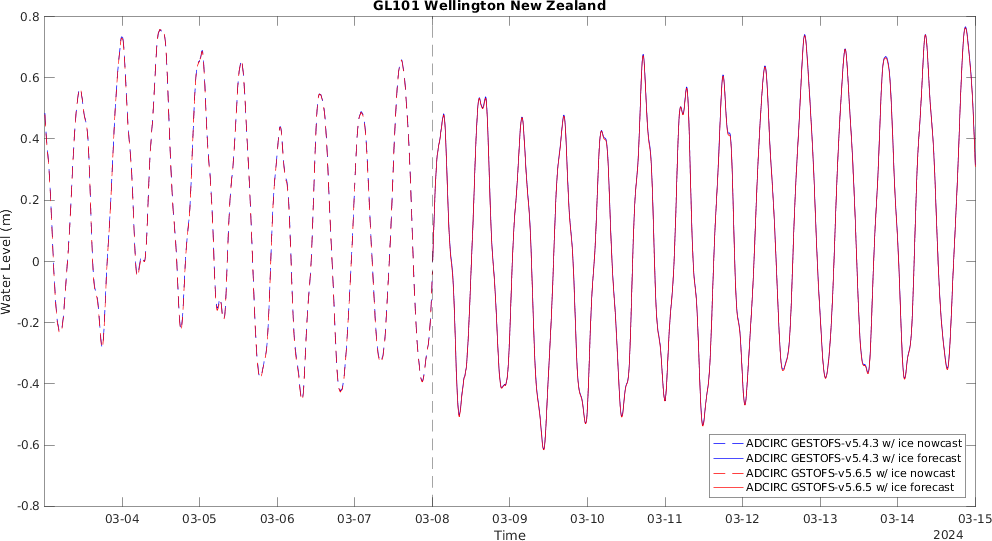 GL101 Wellington New Zealand
0.8
0.6
0.4
0.2
0
-0.2
-0.4
-0.6
-0.8
Water Level (m)
ADCIRC GESTOFS-v5.4.3 w/ ice nowcast
ADCIRC GESTOFS-v5.4.3 w/ ice forecast
ADCIRC GSTOFS-v5.6.5 w/ ice nowcast
ADCIRC GSTOFS-v5.6.5 w/ ice forecast
03-04 03-05 03-06 03-07 03-08 03-09 03-10 03-11 03-12 03-13 03-14 03-15
Time
2024